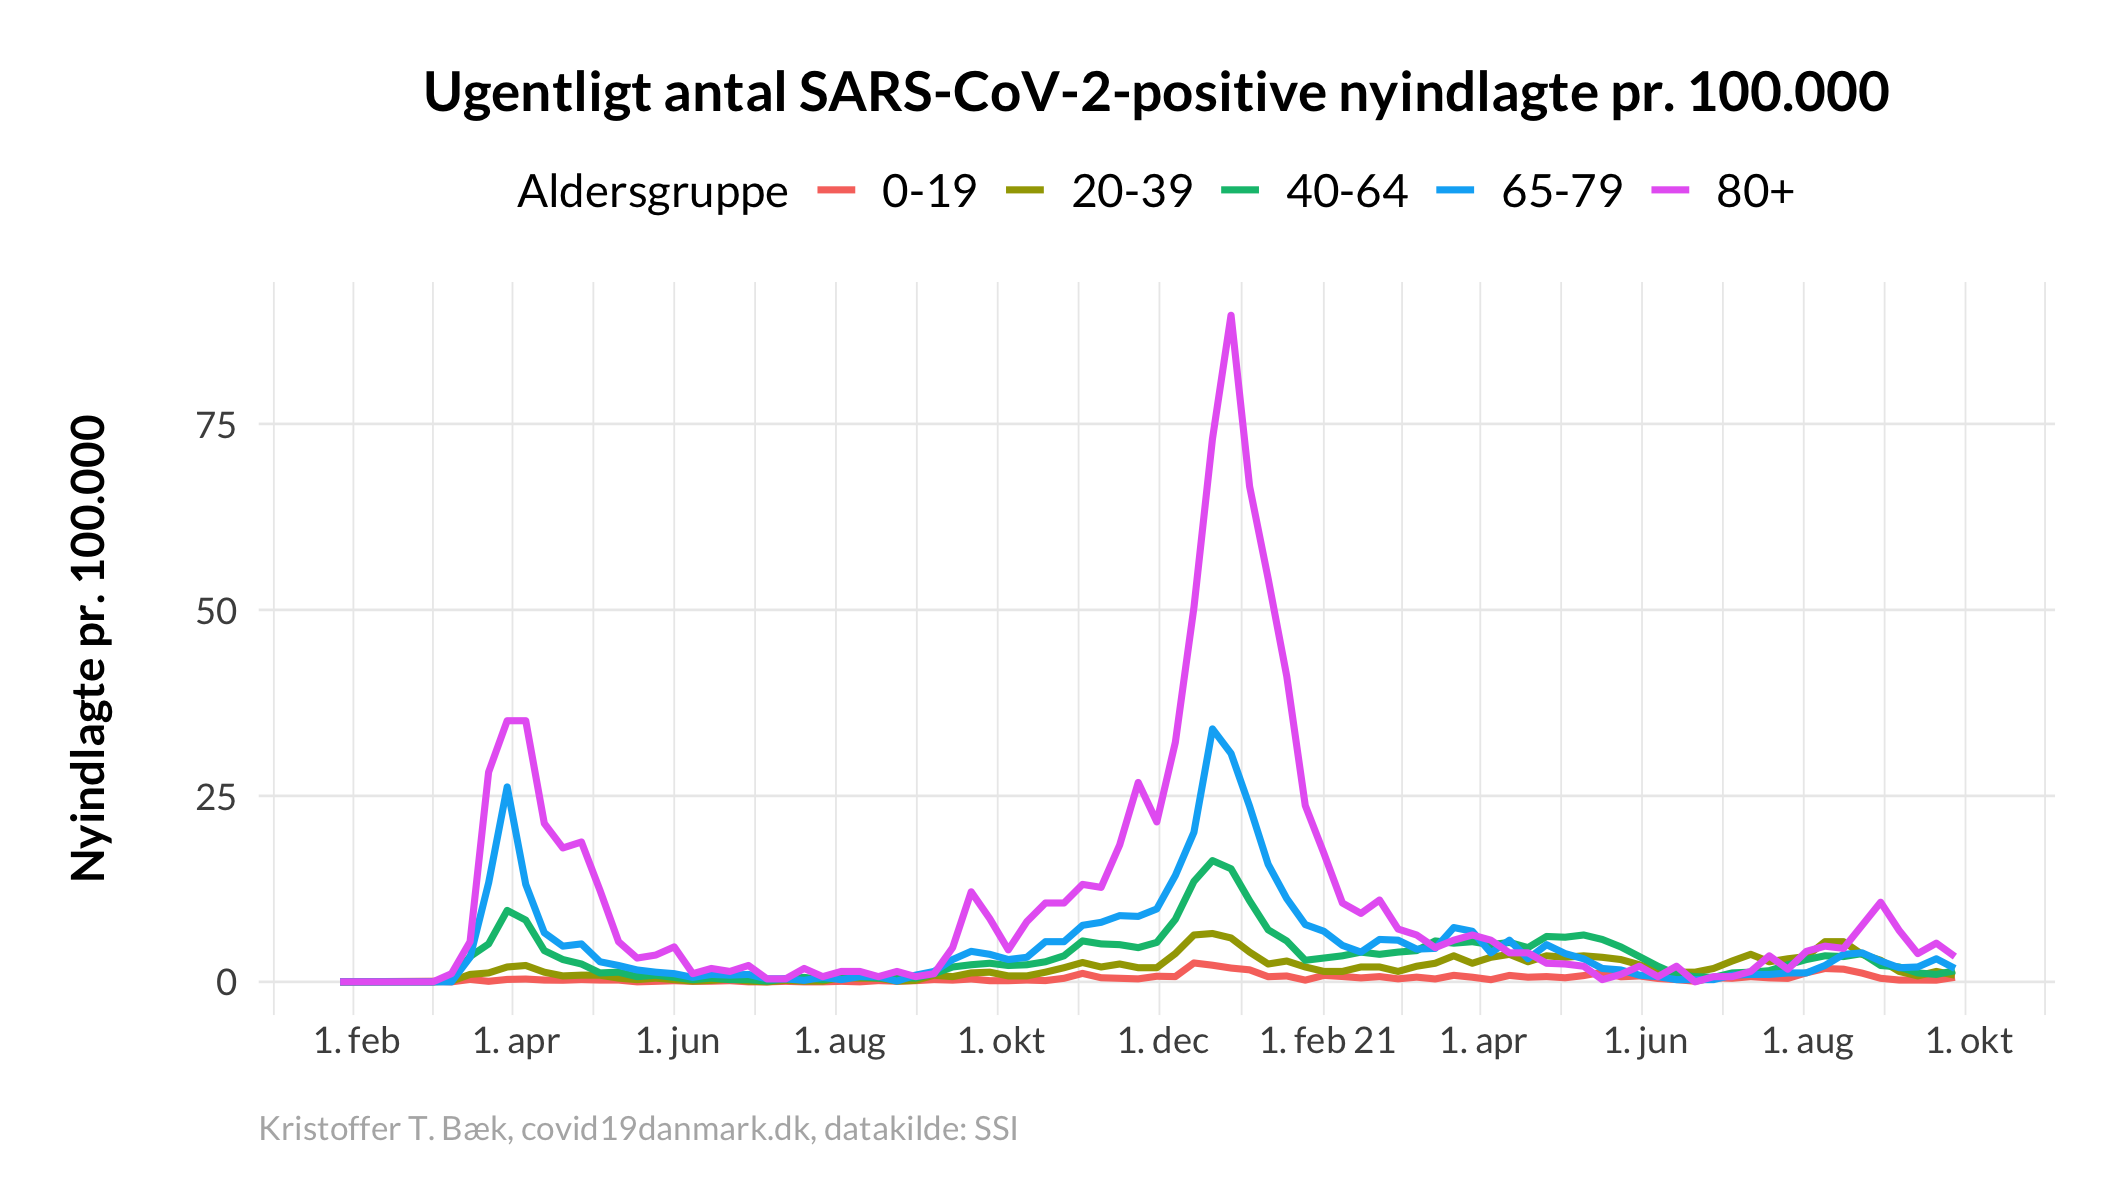 Ugentligt antal SARS-CoV-2-positive nyindlagte pr. 100.000
Aldersgruppe 0-19 20-39 40-64 65-79 80+
Nyindlagte pr. 100.000
75
50
25
0
1. feb 1. apr 1. jun 1. aug 1. okt 1. dec 1. feb 21 1. apr 1. jun 1. aug 1. okt
Kristoffer T. Bæk, covid19danmark.dk, datakilde: SSI